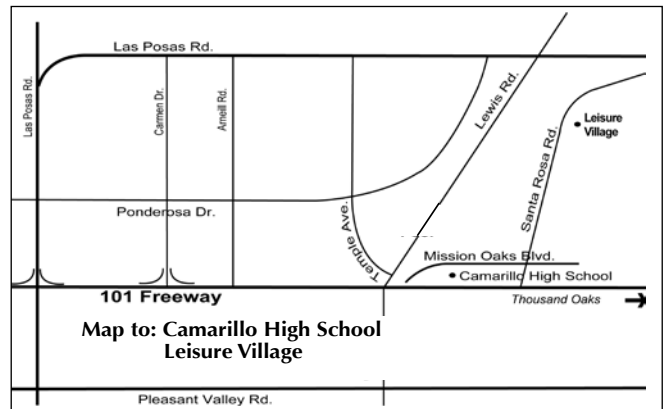 Las Posas Rd.
Las Posas Rd.
Carmen Dr.
Arneill Rd.
Lewis Rd.
Leisure
Village
Santa Rosa Rd.
Ponderosa Dr.
Temple Ave.
Mission Oaks Blvd.
Camarillo High School
101 Freeway
Thousand Oaks
Map to: Camarillo High School
Leisure Village
Pleasant Valley Rd.